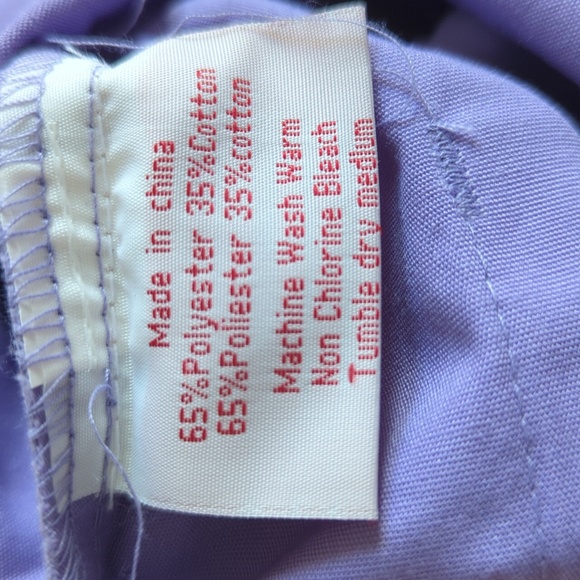 Made in china
65%Polyester 35%Cotton
65%Poliester 35%cotton
Machine Wash Warm
Non Chlorine Bleach
Tumble dry medium